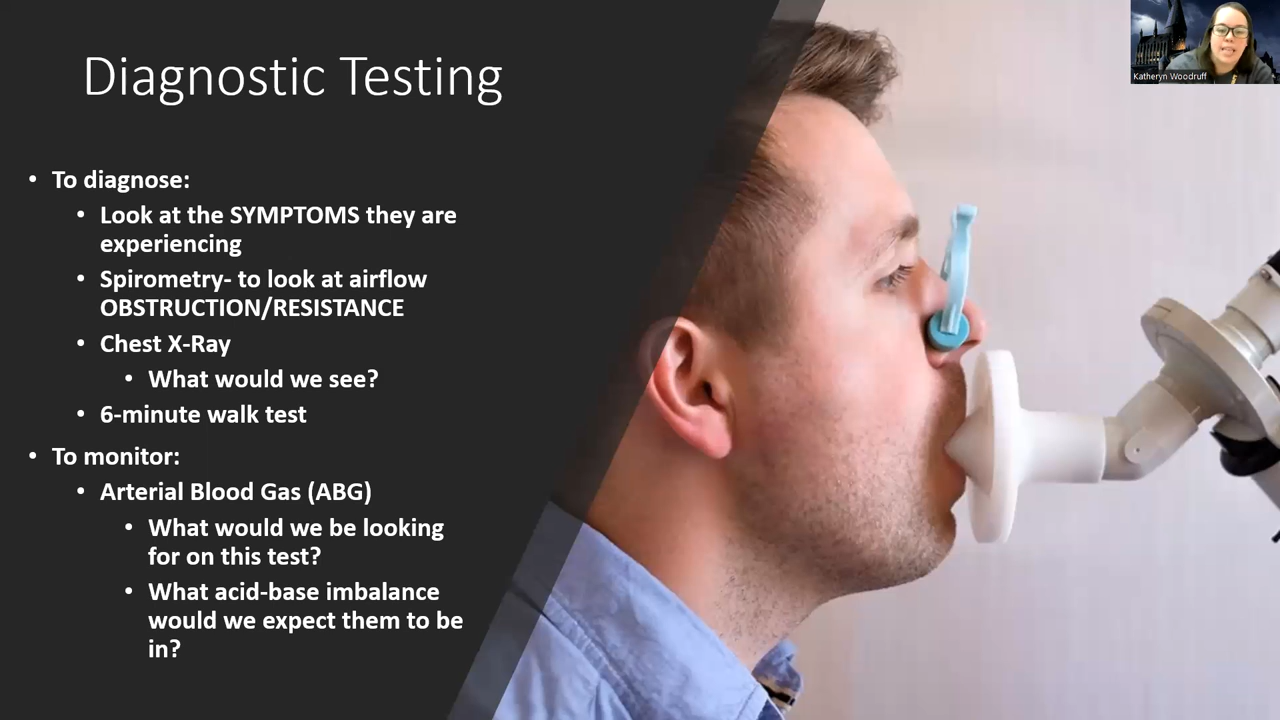 Diagnostic Testing
Katheryn Woodruff
• To diagnose:
• Look at the SYMPTOMS they are
experiencing
• Spirometry- to look at airflow
OBSTRUCTION/RESISTANCE
• Chest X-Ray
• What would we see?
• 6-minute walk test
• To monitor:
• Arterial Blood Gas (ABG)
• What would we be looking
for on this test?
• What acid-base imbalance
would we expect them to be
in?